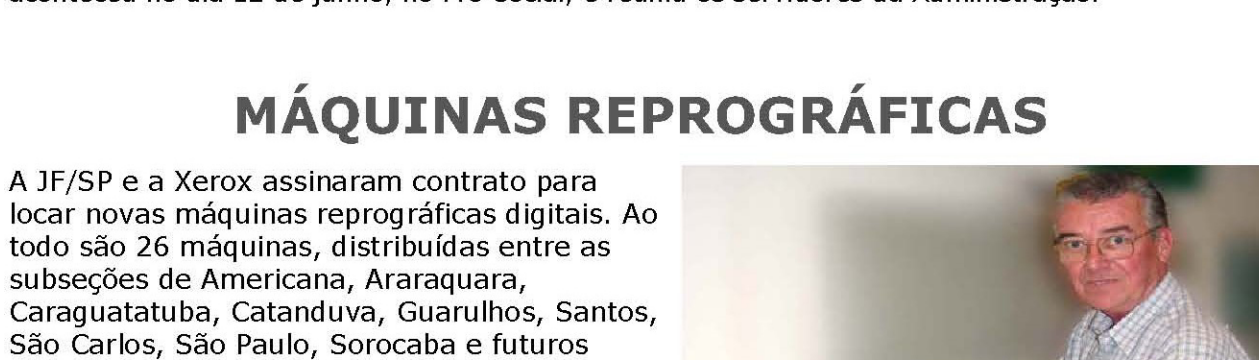 MÁQUINAS REPROGRÁFICAS
A JF/SP e a Xerox assinaram contrato para
locar novas máquinas reprográficas digitais. Ao
todo são 26 máquinas, distribuídas entre as
subseções de Americana, Araraquara,
Caraguatatuba, Catanduva, Guarulhos, Santos,
São Carlos, São Paulo, Sorocaba e futuros